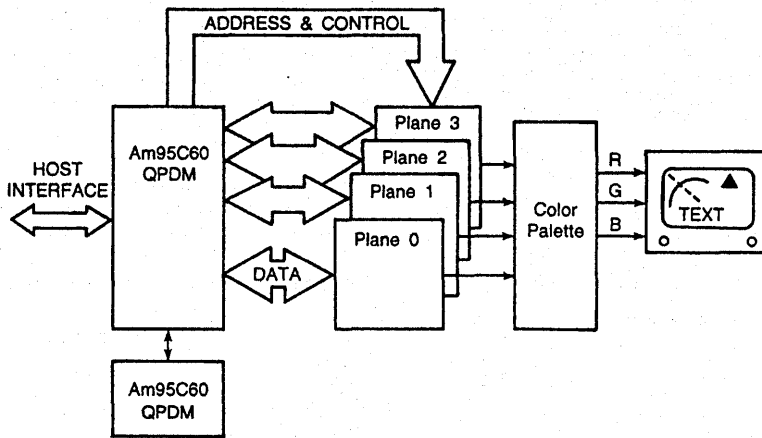 ADDRESS & CONTROL
HOST
INTERFACE
Am95C60
QPDM
Plane 3
Plane 2
Plane 1
Plane 0
DATA
Color
Palette
R
G
B
TEXT
Am95C60
QPDM